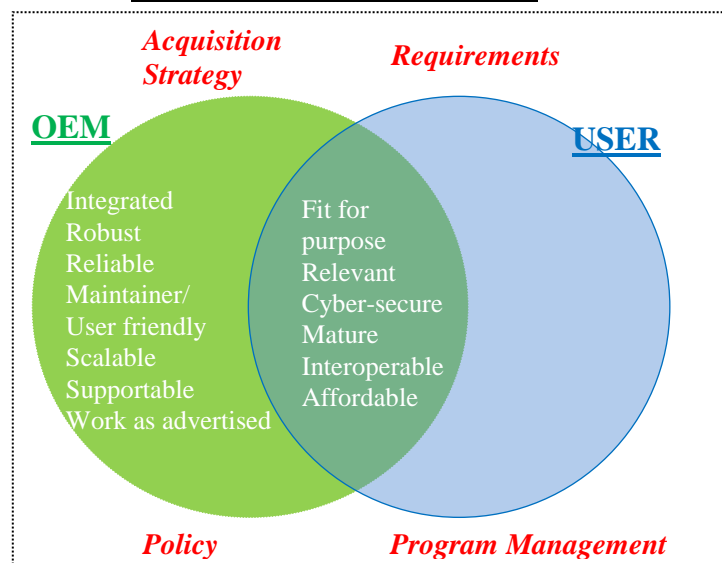 Acquisition
Strategy
Requirements
OEM
USER
Integrated
Robust
Reliable
Maintainer/
User friendly
Scalable
Supportable
Work as advertised
Fit for
purpose
Relevant
Cyber-secure
Mature
Interoperable
Affordable
Policy
Program Management